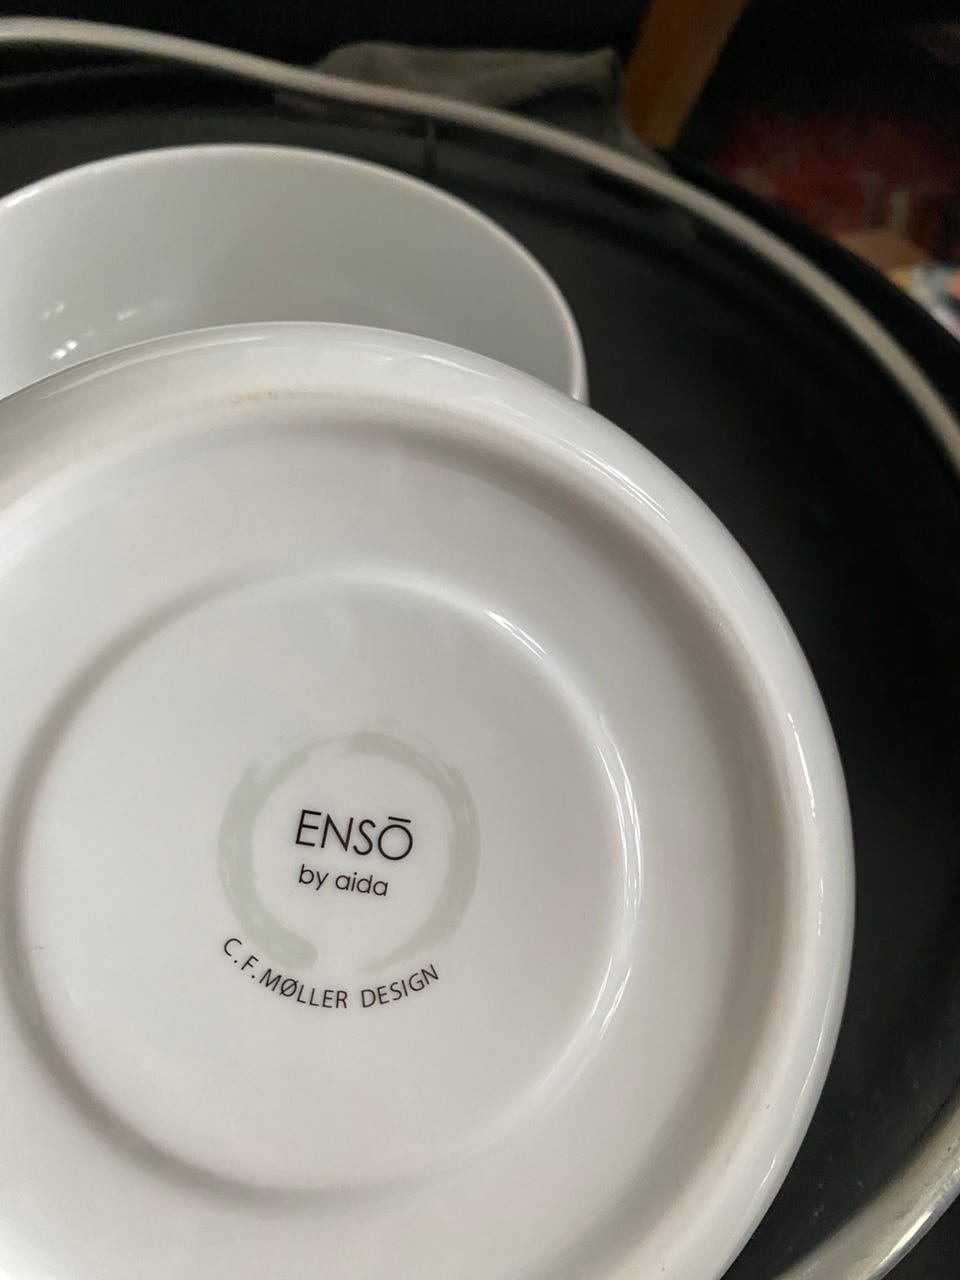 ENSŌ
by aida
C.F. MØLLER DESIGN